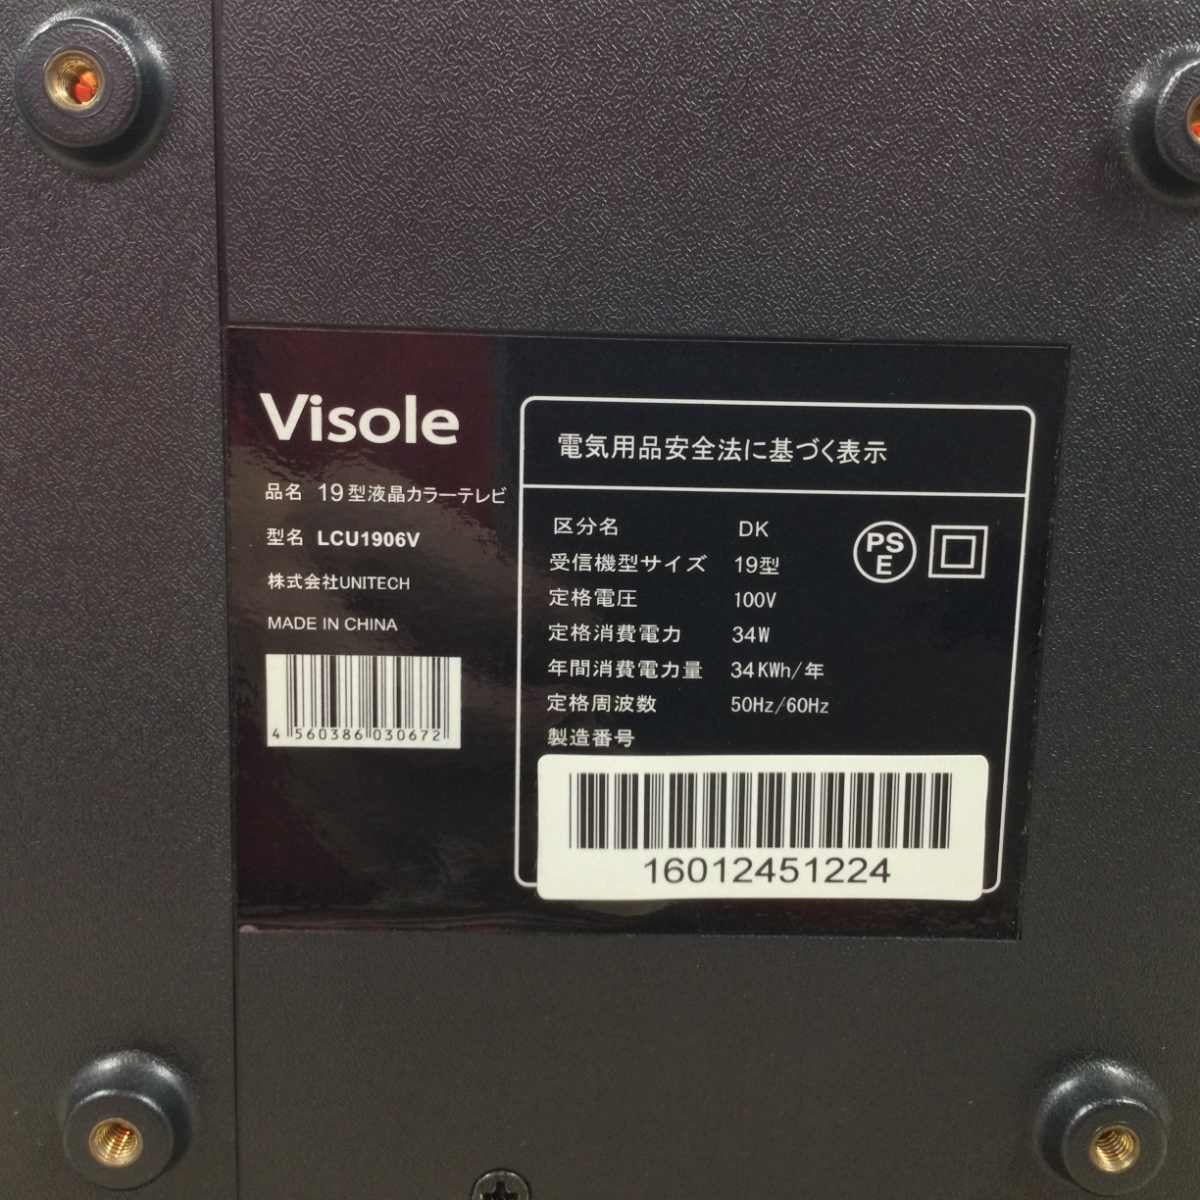 Visole
品名 19型液晶カラーテレビ
型名 LCU1906V
株式会社UNITECH
MADE IN CHINA
4 560386 030672
電気用品安全法に基づく表示
区分名 DK
受信機型サイズ 19型
定格電圧 100V
定格消費電力 34W
年間消費電力量 34KWh/年
定格周波数 50Hz/60Hz
製造番号
16012451224
PS
E